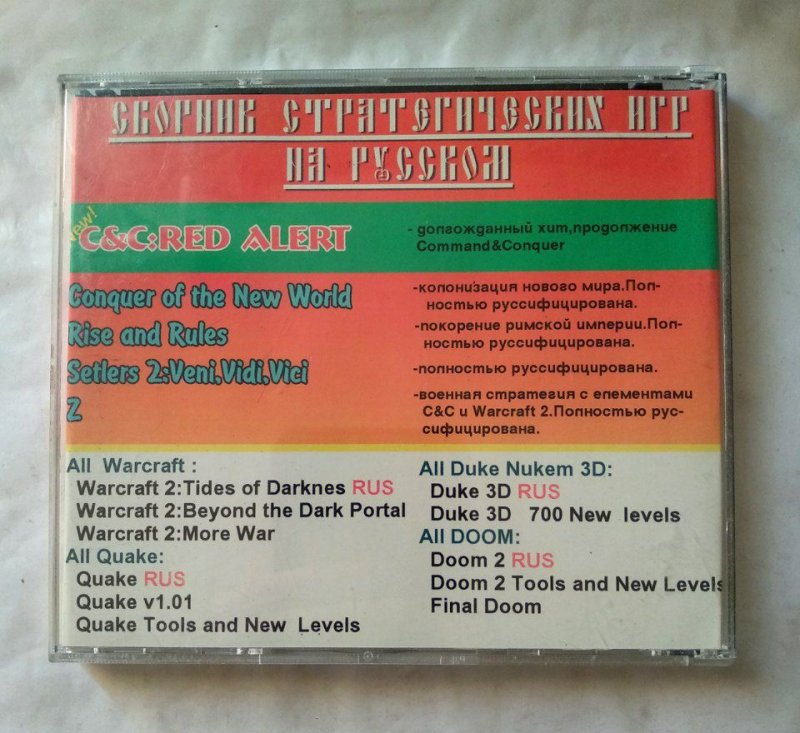 СБОРНИК СТРАТЕГИЧЕСКИХ ИГР
НА РУССКОМ
New!
C&C:RED ALERT
- долгожданный хит,продолжение
Command&Conquer
Conquer of the New World
-колонизация нового мира.Пол-
ностью руссифицирована.
Rise and Rules
-покорение римской империи.Пол-
ностью руссифицирована.
Setlers 2:Veni,Vidi,Vici
-полностью руссифицирована.
Z
-военная стратегия с елементами
C&C и Warcraft 2.Полностью рус-
сифицирована.
All Warcraft :
Warcraft 2:Tides of Darknes RUS
Warcraft 2:Beyond the Dark Portal
Warcraft 2:More War
All Quake:
Quake RUS
Quake v1.01
Quake Tools and New Levels
All Duke Nukem 3D:
Duke 3D RUS
Duke 3D 700 New levels
All DOOM:
Doom 2 RUS
Doom 2 Tools and New Levels
Final Doom